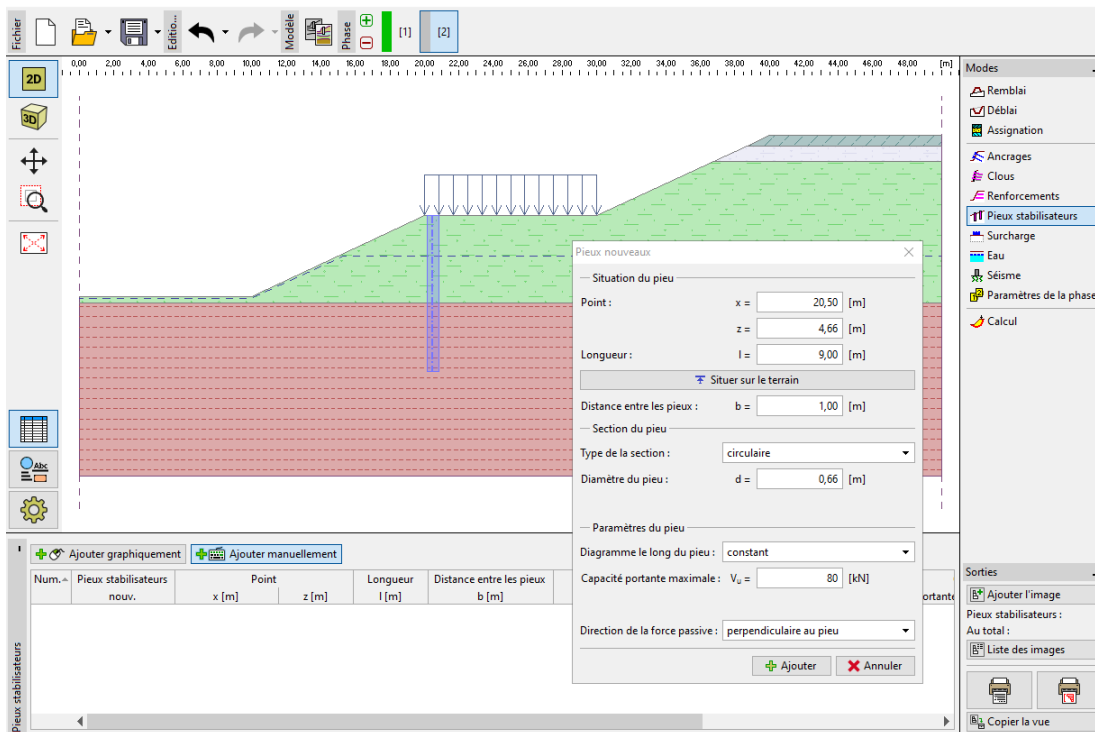 Fichier
Editio...
Modèle
Phase
[1]
[2]
2D
3D
0,00 2,00 4,00 6,00 8,00 10,00 12,00 14,00 16,00 18,00 20,00 22,00 24,00 26,00 28,00 30,00 32,00 34,00 36,00 38,00 40,00 42,00 44,00 46,00 48,00 [m]
Modes
Remblai
Déblai
Assignation
Ancrages
Clous
Renforcements
Pieux stabilisateurs
Surcharge
Eau
Séisme
Paramètres de la phase
Calcul
Pieux nouveaux
Situation du pieu
Point : x = 20,50 [m]
z = 4,66 [m]
Longueur : l = 9,00 [m]
Situer sur le terrain
Distance entre les pieux : b = 1,00 [m]
Section du pieu
Type de la section : circulaire
Diamètre du pieu : d = 0,66 [m]
Paramètres du pieu
Diagramme le long du pieu : constant
Capacité portante maximale : Vu = 80 [kN]
Direction de la force passive : perpendiculaire au pieu
Ajouter
Annuler
Abc
Pieux stabilisateurs
Ajouter graphiquement
Ajouter manuellement
Num. Pieux stabilisateurs Point Longueur Distance entre les pieux
nouv. x [m] z [m] l [m] b [m] ortante
Sorties
Ajouter l'image
Pieux stabilisateurs :
Au total :
Liste des images
Copier la vue